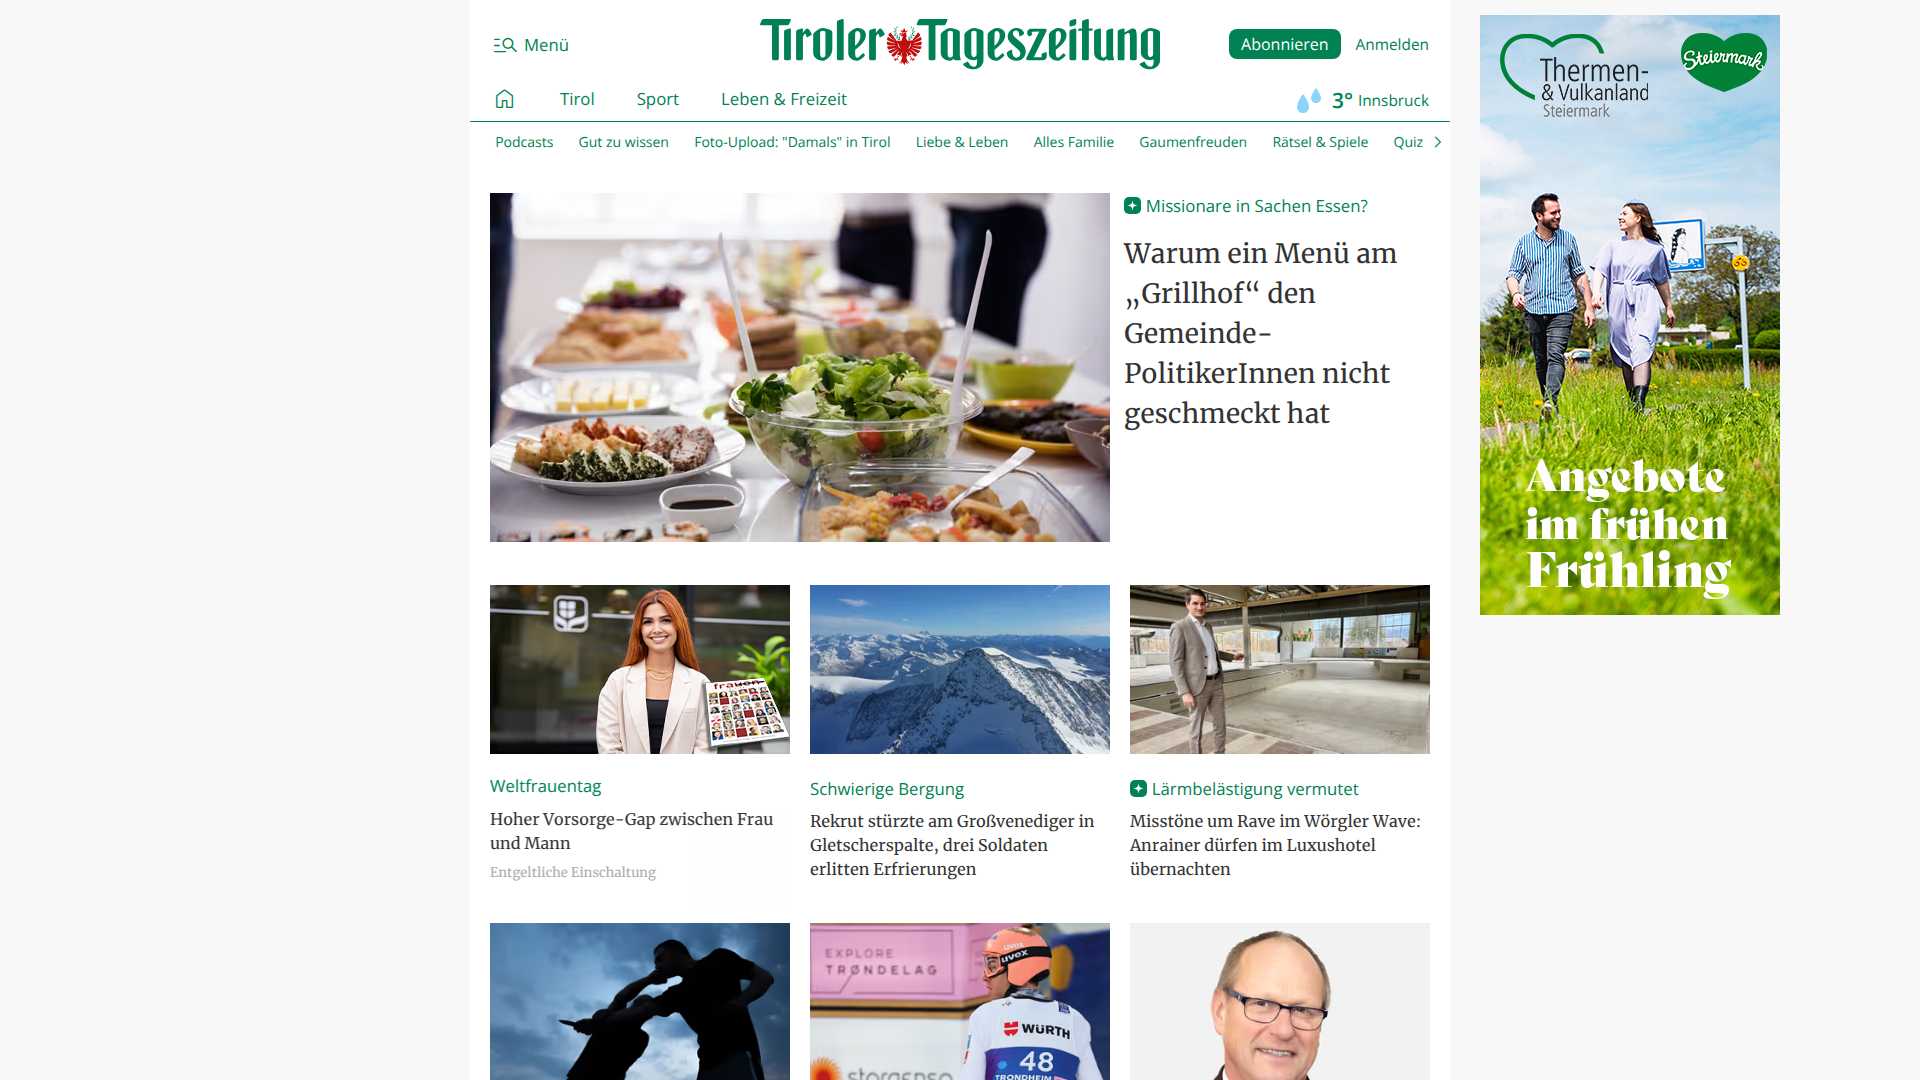 Menü
Tiroler Tageszeitung
Abonnieren
Anmelden
Tirol
Sport
Leben & Freizeit
3° Innsbruck
Podcasts
Gut zu wissen
Foto-Upload: "Damals" in Tirol
Liebe & Leben
Alles Familie
Gaumenfreuden
Rätsel & Spiele
Quiz
Missionare in Sachen Essen?
Warum ein Menü am
„Grillhof“ den
Gemeinde-
PolitikerInnen nicht
geschmeckt hat
frauen
Weltfrauentag
Hoher Vorsorge-Gap zwischen Frau
und Mann
Entgeltliche Einschaltung
Schwierige Bergung
Rekrut stürzte am Großvenediger in
Gletscherspalte, drei Soldaten
erlitten Erfrierungen
Lärmbelästigung vermutet
Misstöne um Rave im Wörgler Wave:
Anrainer dürfen im Luxushotel
übernachten
EXPLORE
TRØNDELAG
uvex
WÜRTH
48
TRONDHEIM
Thermen-
& Vulkanland
Steiermark
Steiermark
Angebote
im frühen
Frühling